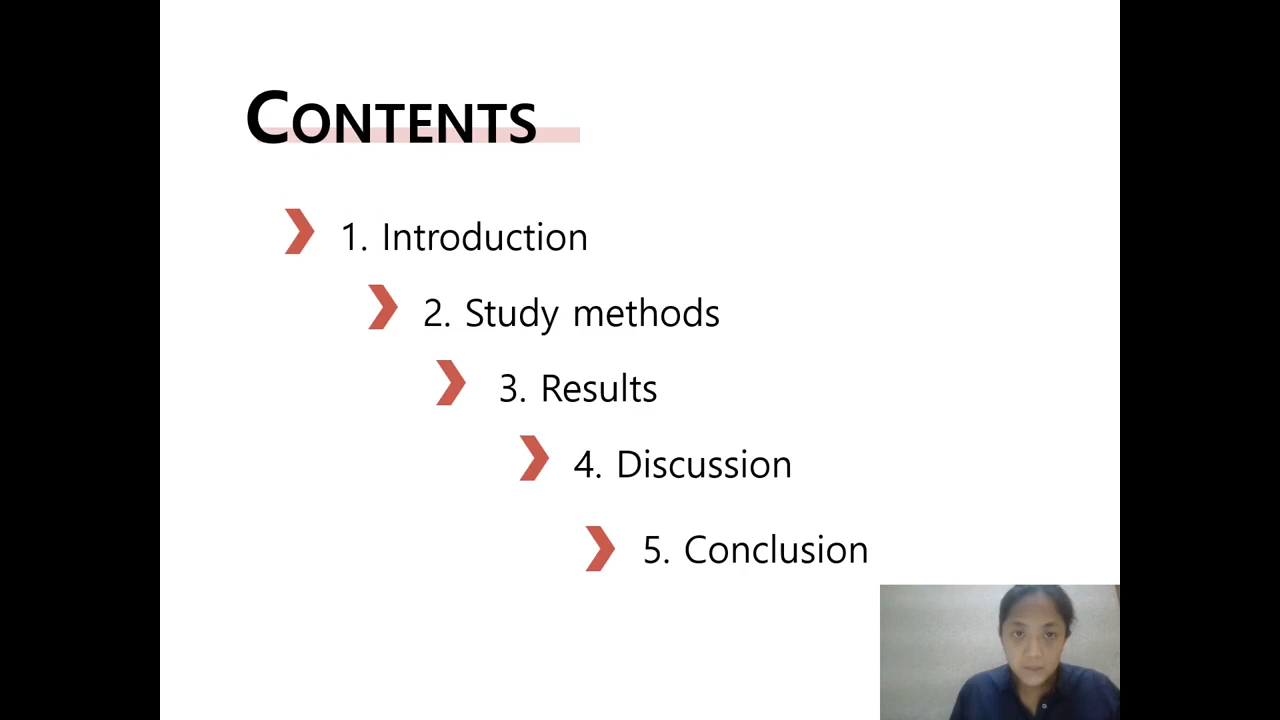 CONTENTS
1. Introduction
2. Study methods
3. Results
4. Discussion
5. Conclusion